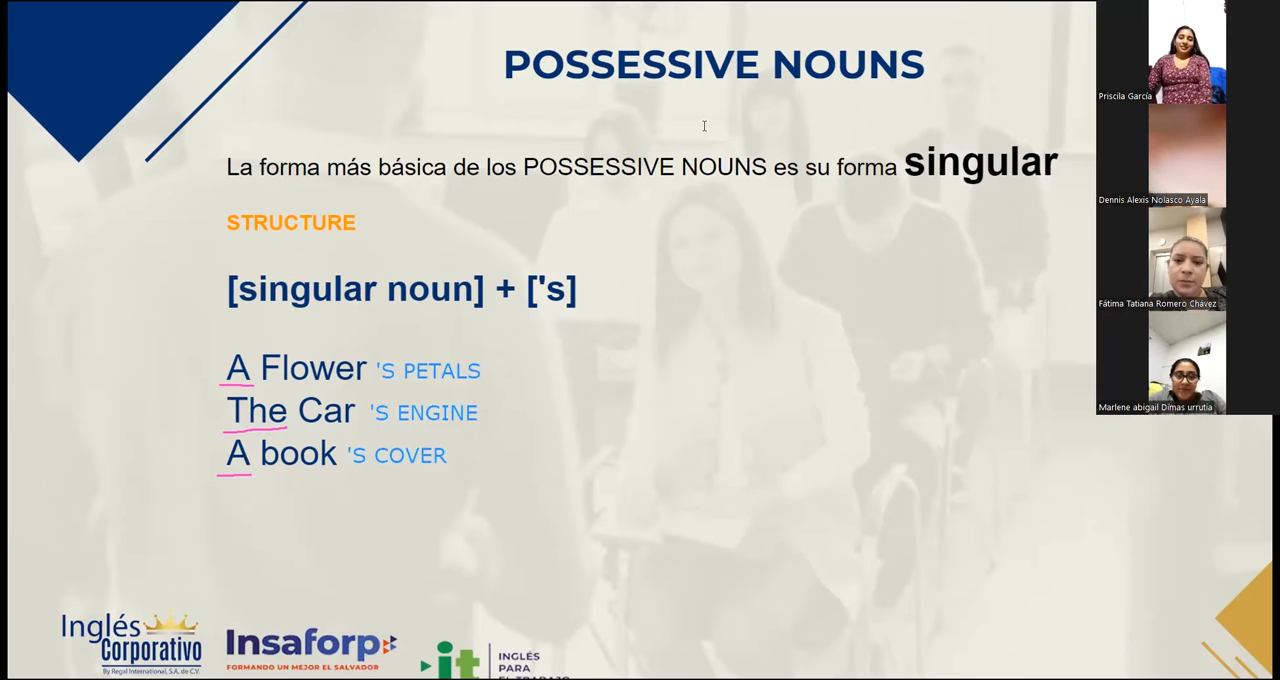 POSSESSIVE NOUNS
La forma más básica de los POSSESSIVE NOUNS es su forma singular
STRUCTURE
[singular noun] + ['s]
A Flower 'S PETALS
The Car 'S ENGINE
A book 'S COVER
Priscila García
Dennis Alexis Nolasco Ayala
Fátima Tatiana Romero Chávez
Marlene abigail Dimas urrutia
Inglés
Corporativo
By Regal International, S.A. de C.V.
Insaforp
FORMANDO UN MEJOR EL SALVADOR
it
INGLÉS
PARA
EL TRABAJO